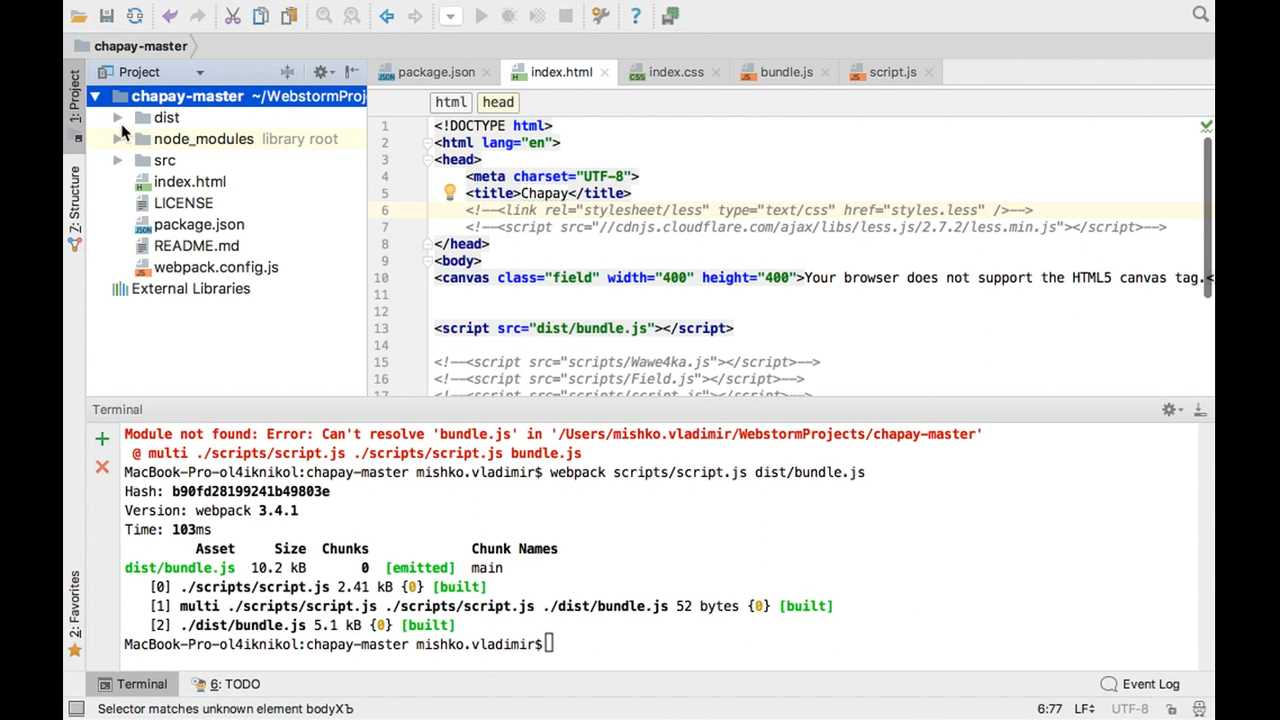 chapay-master
Project
package.json
index.html
index.css
bundle.js
script.js
1: Project
7: Structure
2: Favorites
chapay-master ~/WebstormProj
dist
node_modules library root
src
index.html
LICENSE
package.json
README.md
webpack.config.js
External Libraries
html head
1 <!DOCTYPE html>
2 <html lang="en">
3 <head>
4 <meta charset="UTF-8">
5 <title>Chapay</title>
6 <!--<link rel="stylesheet/less" type="text/css" href="styles.less" />-->
7 <!--<script src="//cdnjs.cloudflare.com/ajax/libs/less.js/2.7.2/less.min.js"></script>-->
8 </head>
9 <body>
10 <canvas class="field" width="400" height="400">Your browser does not support the HTML5 canvas tag.<
11
12
13 <script src="dist/bundle.js"></script>
14
15 <!--<script src="scripts/Wawe4ka.js"></script>-->
16 <!--<script src="scripts/Field.js"></script>-->
17 <!--<script src="scripts/script.js"></script>-->
Terminal
Module not found: Error: Can't resolve 'bundle.js' in '/Users/mishko.vladimir/WebstormProjects/chapay-master'
@ multi ./scripts/script.js ./scripts/script.js bundle.js
MacBook-Pro-ol4iknikol:chapay-master mishko.vladimir$ webpack scripts/script.js dist/bundle.js
Hash: b90fd28199241b49803e
Version: webpack 3.4.1
Time: 103ms
Asset Size Chunks Chunk Names
dist/bundle.js 10.2 kB 0 [emitted] main
[0] ./scripts/script.js 2.41 kB {0} [built]
[1] multi ./scripts/script.js ./scripts/script.js ./dist/bundle.js 52 bytes {0} [built]
[2] ./dist/bundle.js 5.1 kB {0} [built]
MacBook-Pro-ol4iknikol:chapay-master mishko.vladimir$
Terminal
6: TODO
Event Log
Selector matches unknown element bodyХЪ
6:77 LF UTF-8